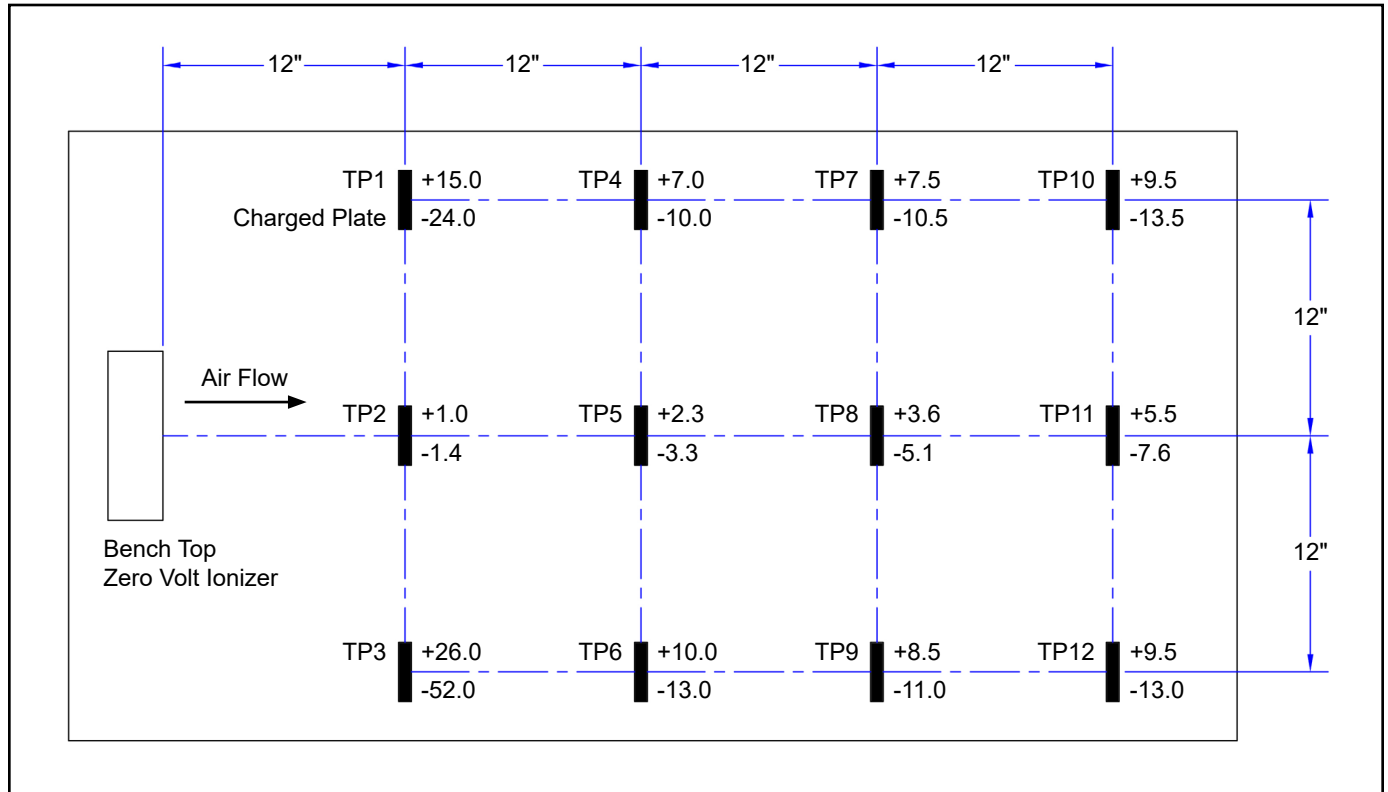 12" 12" 12" 12"
TP1 +15.0 TP4 +7.0 TP7 +7.5 TP10 +9.5
Charged Plate -24.0 -10.0 -10.5 -13.5
12"
Air Flow
TP2 +1.0 TP5 +2.3 TP8 +3.6 TP11 +5.5
-1.4 -3.3 -5.1 -7.6
Bench Top
12"
Zero Volt Ionizer
TP3 +26.0 TP6 +10.0 TP9 +8.5 TP12 +9.5
-52.0 -13.0 -11.0 -13.0